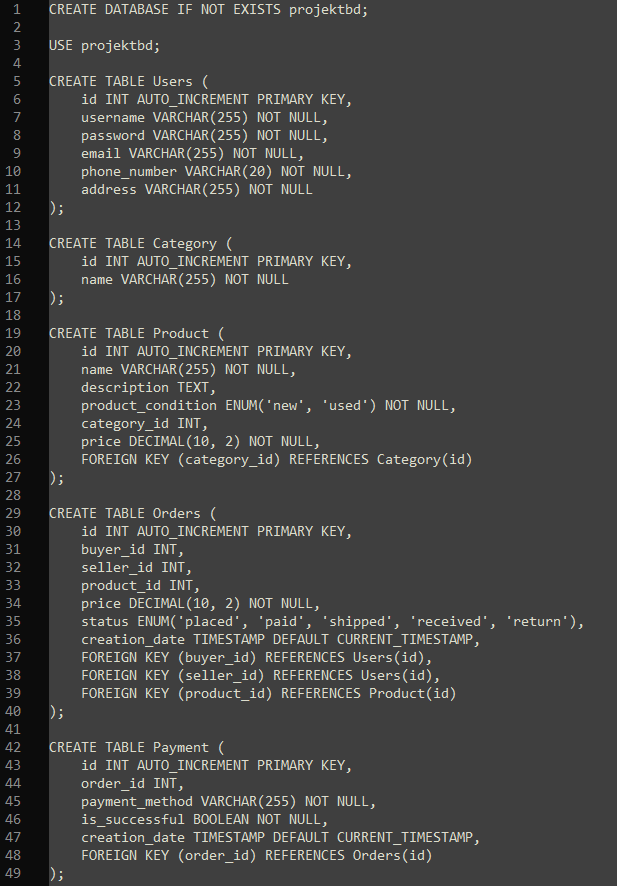 1 CREATE DATABASE IF NOT EXISTS projektbd;
2
3 USE projektbd;
4
5 CREATE TABLE Users (
6     id INT AUTO_INCREMENT PRIMARY KEY,
7     username VARCHAR(255) NOT NULL,
8     password VARCHAR(255) NOT NULL,
9     email VARCHAR(255) NOT NULL,
10     phone_number VARCHAR(20) NOT NULL,
11     address VARCHAR(255) NOT NULL
12 );
13
14 CREATE TABLE Category (
15     id INT AUTO_INCREMENT PRIMARY KEY,
16     name VARCHAR(255) NOT NULL
17 );
18
19 CREATE TABLE Product (
20     id INT AUTO_INCREMENT PRIMARY KEY,
21     name VARCHAR(255) NOT NULL,
22     description TEXT,
23     product_condition ENUM('new', 'used') NOT NULL,
24     category_id INT,
25     price DECIMAL(10, 2) NOT NULL,
26     FOREIGN KEY (category_id) REFERENCES Category(id)
27 );
28
29 CREATE TABLE Orders (
30     id INT AUTO_INCREMENT PRIMARY KEY,
31     buyer_id INT,
32     seller_id INT,
33     product_id INT,
34     price DECIMAL(10, 2) NOT NULL,
35     status ENUM('placed', 'paid', 'shipped', 'received', 'return'),
36     creation_date TIMESTAMP DEFAULT CURRENT_TIMESTAMP,
37     FOREIGN KEY (buyer_id) REFERENCES Users(id),
38     FOREIGN KEY (seller_id) REFERENCES Users(id),
39     FOREIGN KEY (product_id) REFERENCES Product(id)
40 );
41
42 CREATE TABLE Payment (
43     id INT AUTO_INCREMENT PRIMARY KEY,
44     order_id INT,
45     payment_method VARCHAR(255) NOT NULL,
46     is_successful BOOLEAN NOT NULL,
47     creation_date TIMESTAMP DEFAULT CURRENT_TIMESTAMP,
48     FOREIGN KEY (order_id) REFERENCES Orders(id)
49 );